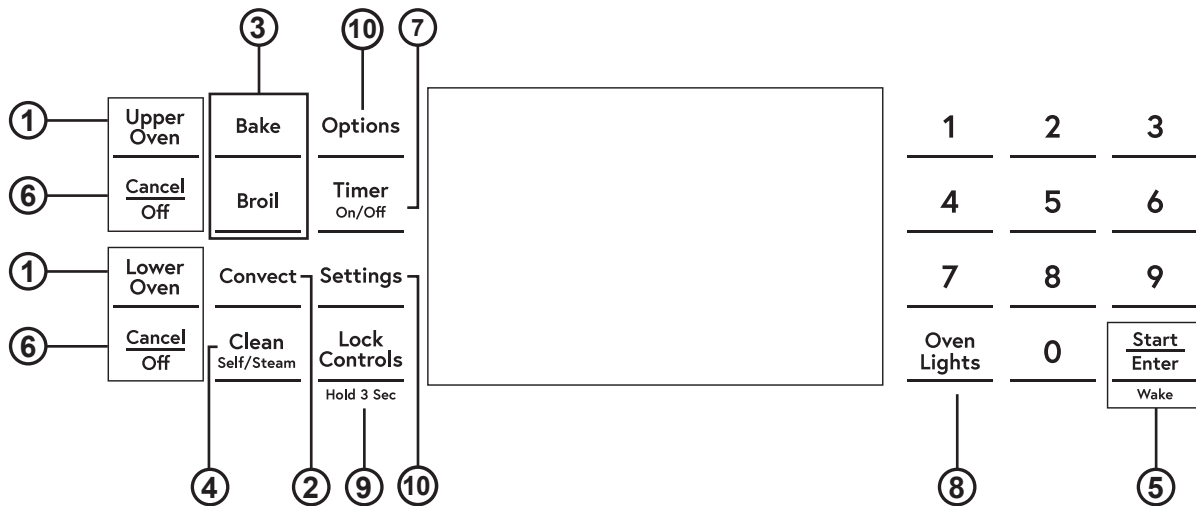 3
10
7
1
Upper
Oven
Bake
Options
1
2
3
6
Cancel
Off
Broil
Timer
On/Off
4
5
6
1
Lower
Oven
Convect
Settings
7
8
9
6
Cancel
Off
Clean
Self/Steam
Lock
Controls
Hold 3 Sec
Oven
Lights
0
Start
Enter
Wake
4
2
9
10
8
5